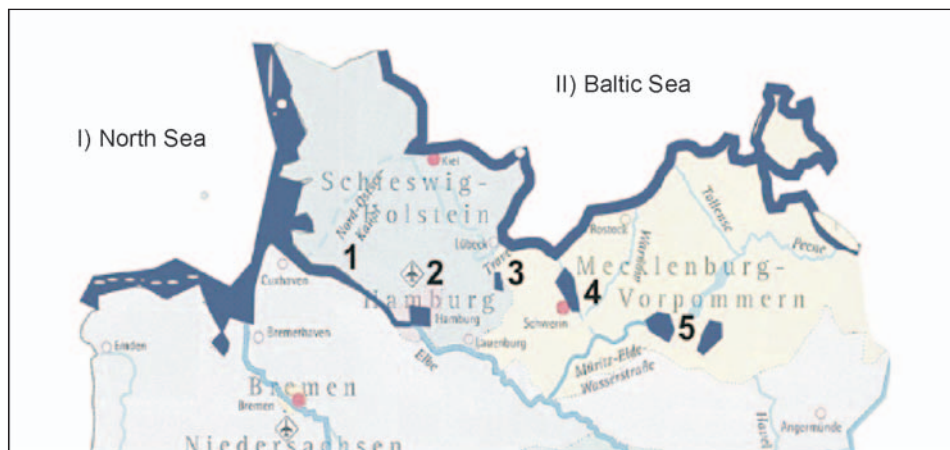 II) Baltic Sea
I) North Sea
Kiel
Schleswig-
Holstein
Nord-Ostsee-
Kanal
Tollense
Rostock
Warnow
Peene
Lübeck
Trave
1
2
3
4
5
Cuxhaven
Mecklenburg-
Vorpommern
Hamburg
Hamburg
Schwerin
Bremerhaven
Lauenburg
Emden
Elbe
Müritz-Elde-
Wasserstraße
Bremen
Bremen
Havel
Angermünde
Niedersachsen